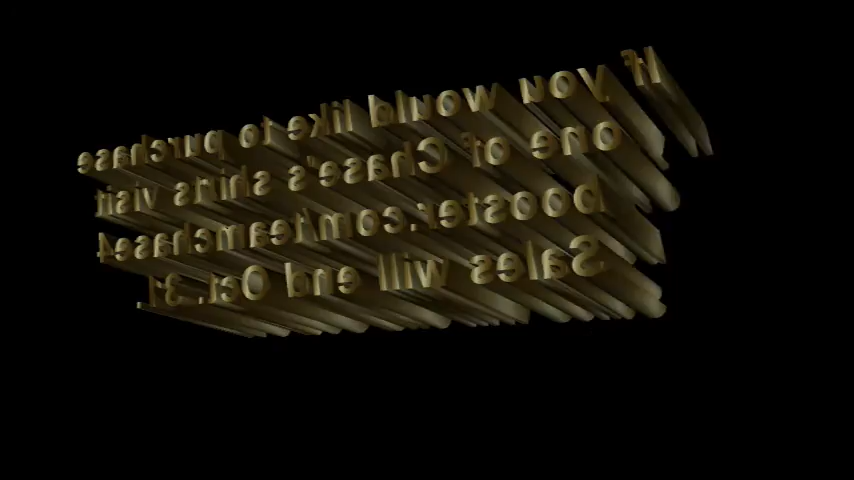 If you would like to purchase
one of Chase's shirts visit
booster.com/teamchase4
Sales will end Oct. 31